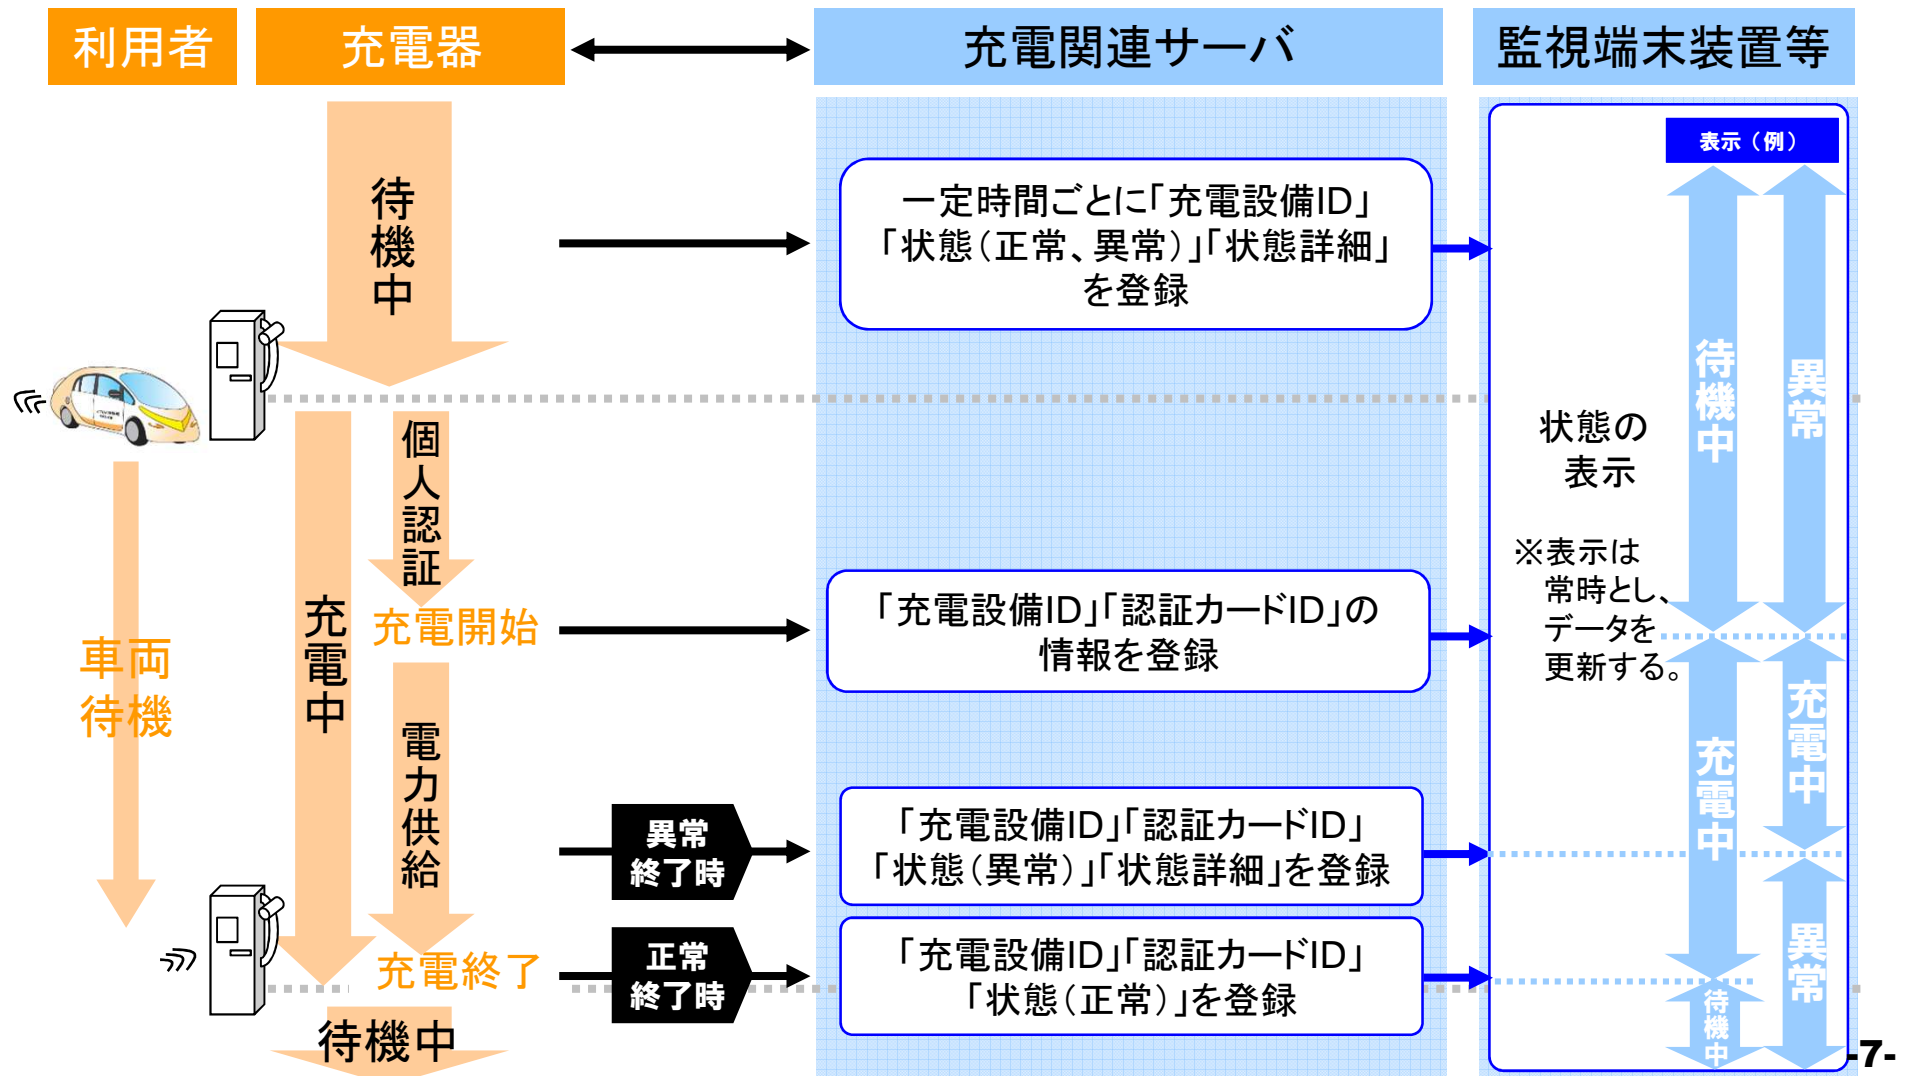 利用者
充電器
充電関連サーバ
監視端末装置等
待機中
一定時間ごとに「充電設備ID」
「状態（正常、異常）」「状態詳細」
を登録
表示（例）
待機中
異常
状態の
表示
※表示は
常時とし、
データを
更新する。
個人認証
充電開始
「充電設備ID」「認証カードID」の
情報を登録
車両
待機
充電中
電力供給
充電中
充電中
異常
終了時
「充電設備ID」「認証カードID」
「状態（異常）」「状態詳細」を登録
充電終了
正常
終了時
「充電設備ID」「認証カードID」
「状態（正常）」を登録
異常
待機中
待機中
-7-